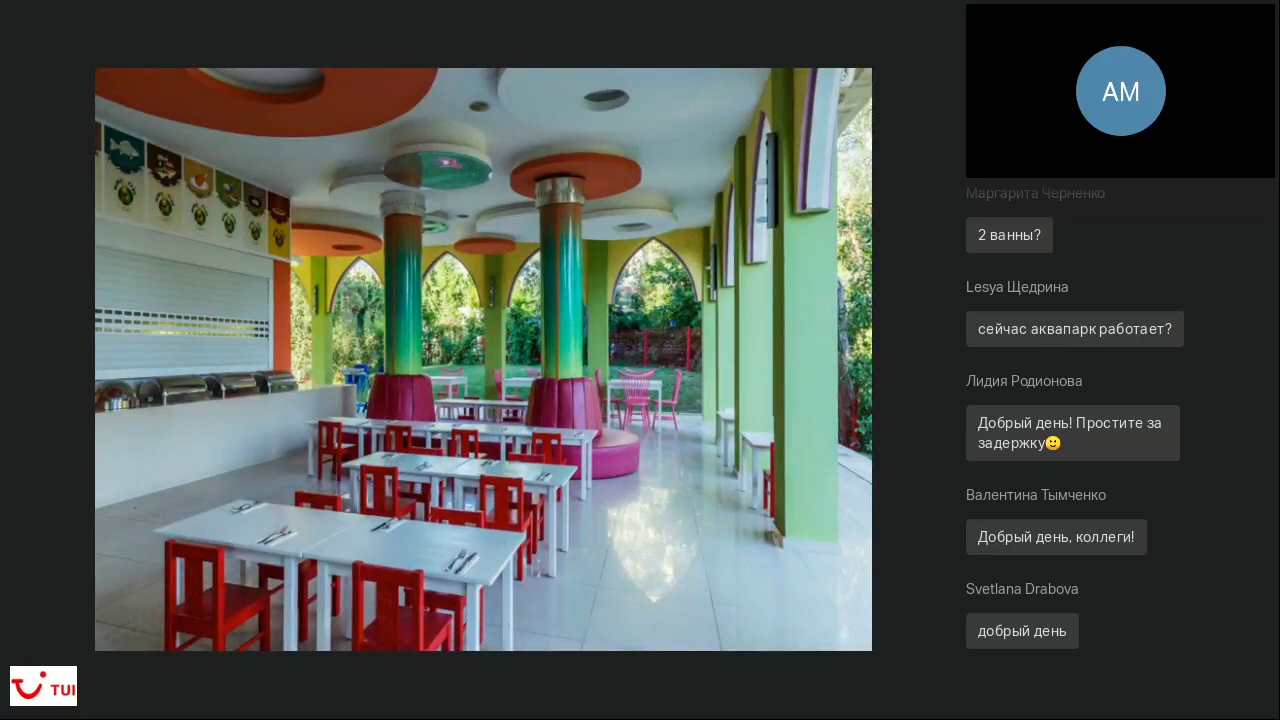 AM
Маргарита Черненко
2 ванны?
Lesya Щедрина
сейчас аквапарк работает?
Лидия Родионова
Добрый день! Простите за
задержку🙂
Валентина Тымченко
Добрый день, коллеги!
Svetlana Drabova
добрый день
TUI